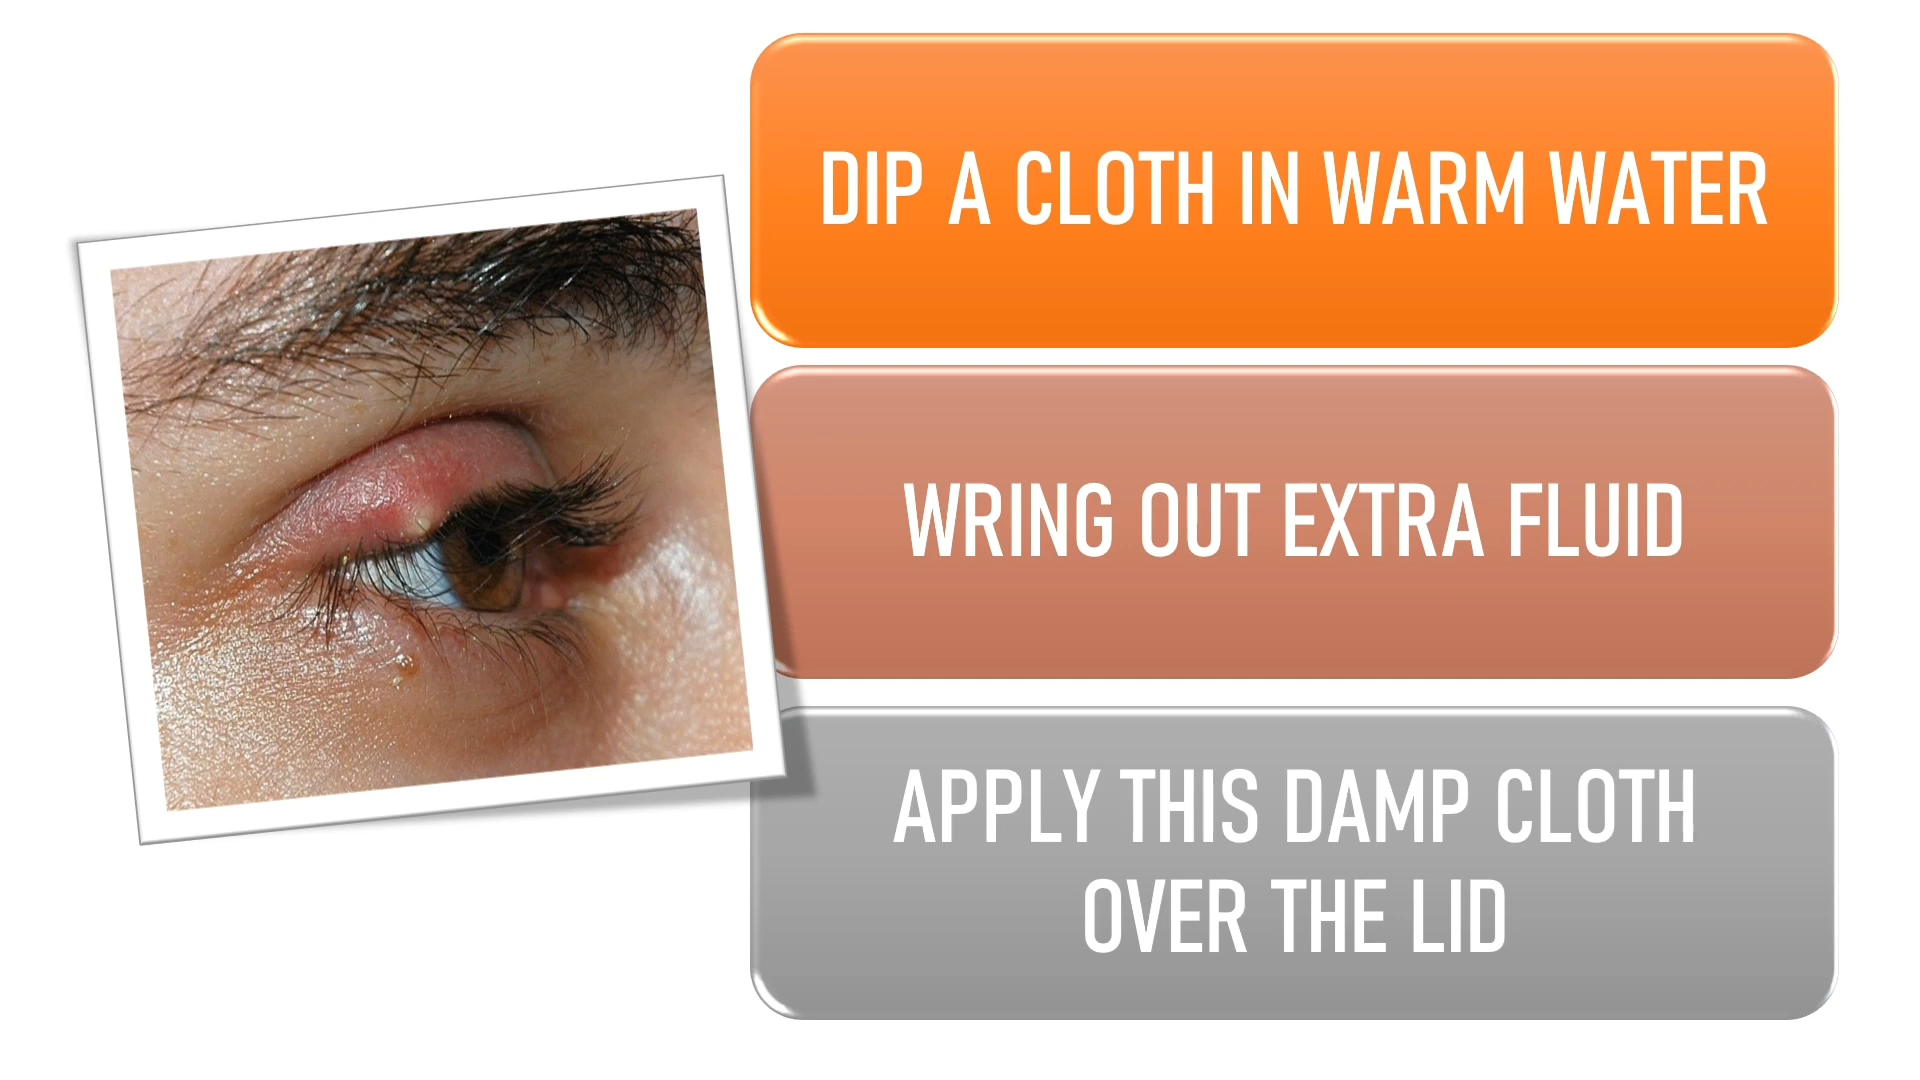 DIP A CLOTH IN WARM WATER
WRING OUT EXTRA FLUID
APPLY THIS DAMP CLOTH
OVER THE LID